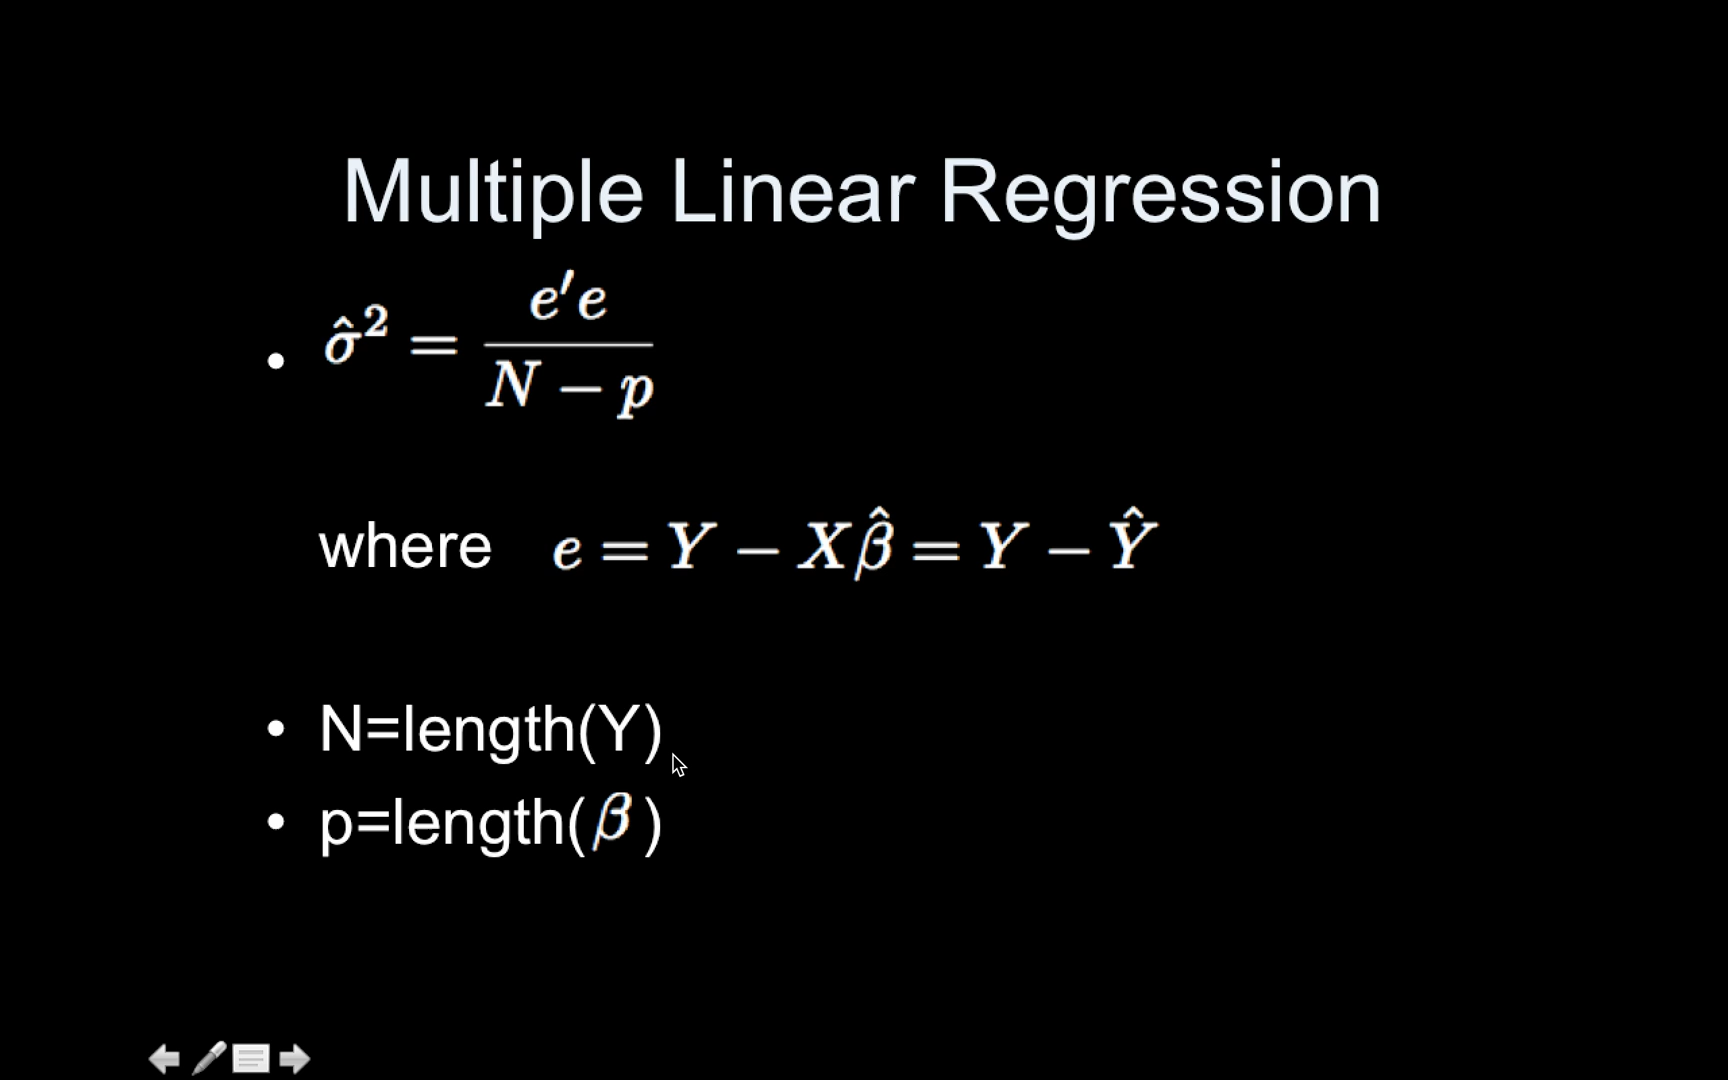 Multiple Linear Regression
• σ̂² = e′e / (N − p)
where e = Y − Xβ̂ = Y − Ŷ
• N=length(Y)
• p=length(β)